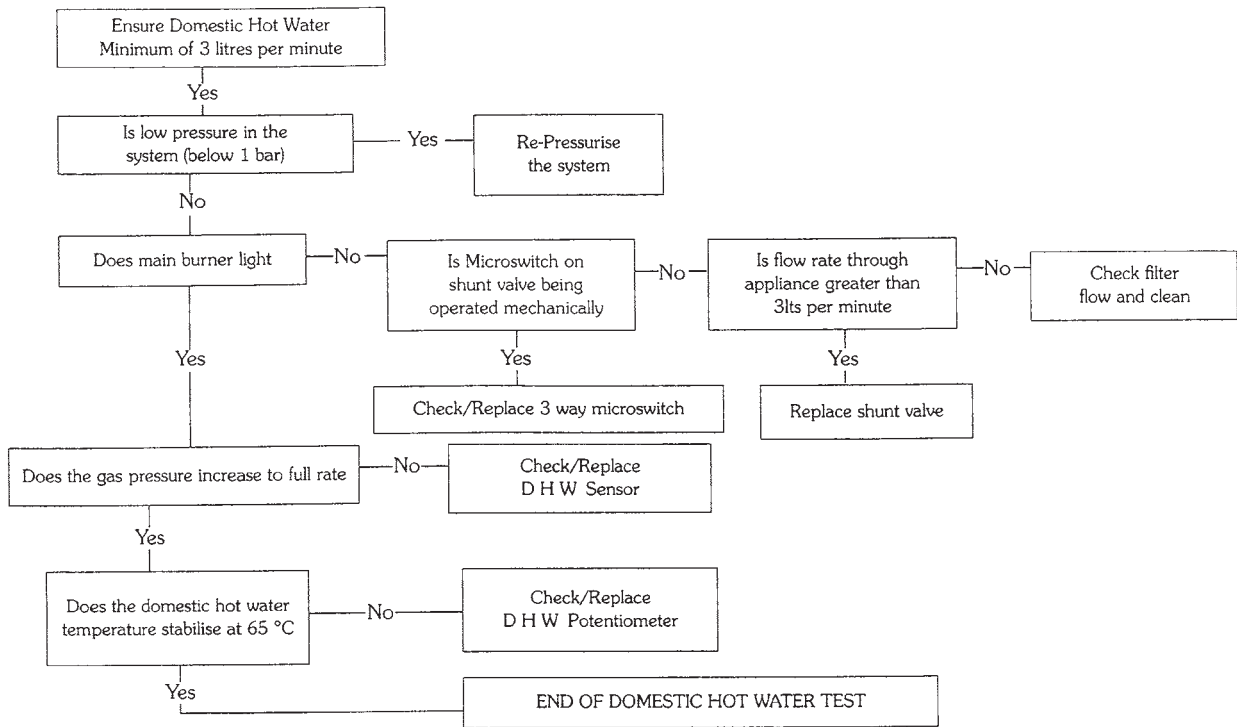 Ensure Domestic Hot Water
Minimum of 3 litres per minute
Yes
Is low pressure in the
system (below 1 bar)
Yes
Re-Pressurise
the system
No
Does main burner light
No
Is Microswitch on
shunt valve being
operated mechanically
No
Is flow rate through
appliance greater than
3lts per minute
No
Check filter
flow and clean
Yes
Yes
Yes
Check/Replace 3 way microswitch
Replace shunt valve
Does the gas pressure increase to full rate
No
Check/Replace
D H W Sensor
Yes
Does the domestic hot water
temperature stabilise at 65 °C
No
Check/Replace
D H W Potentiometer
Yes
END OF DOMESTIC HOT WATER TEST